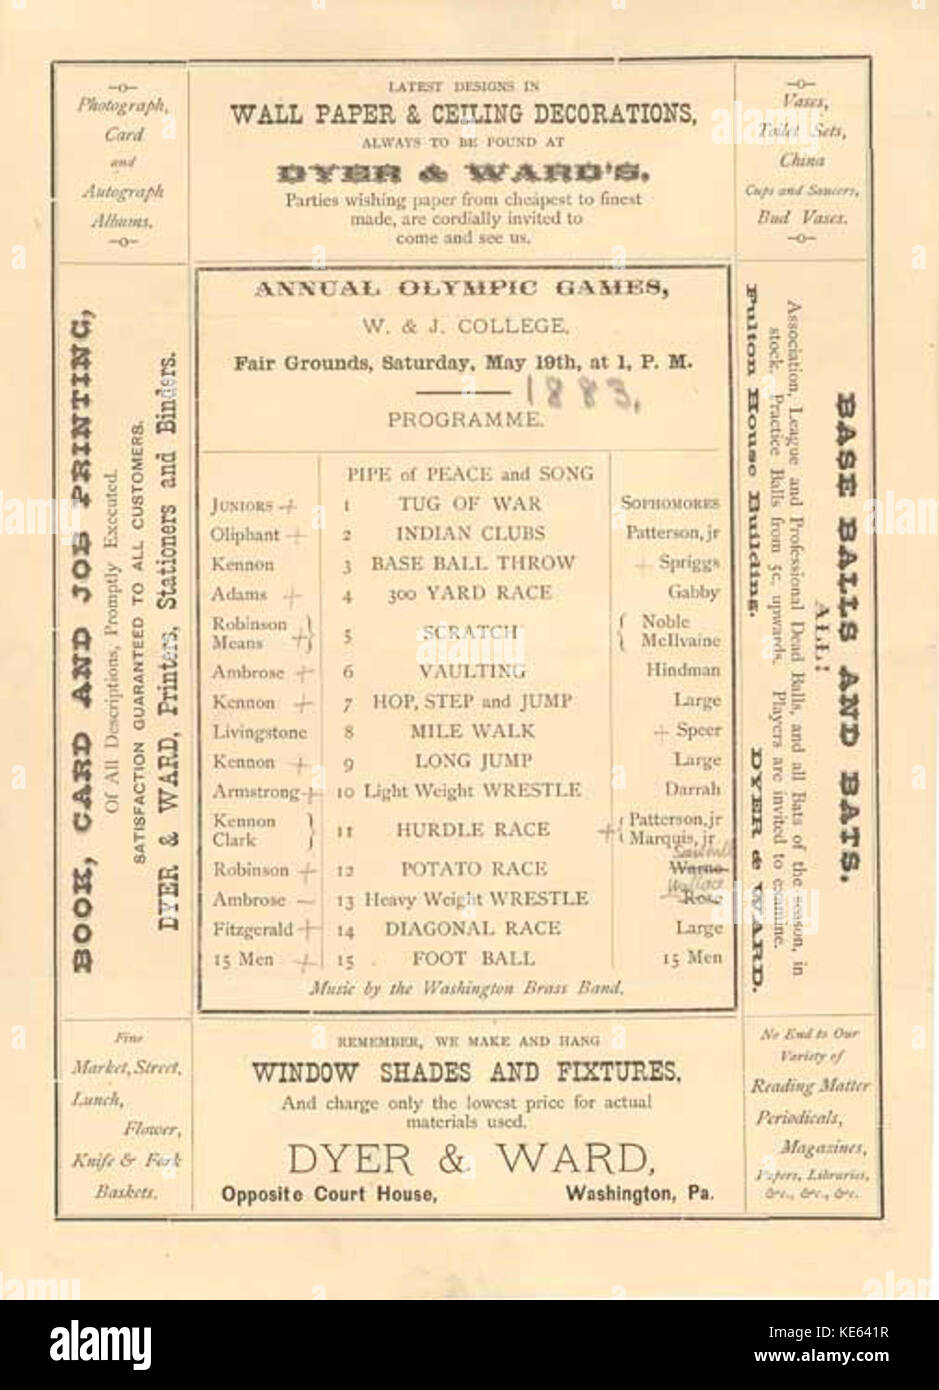 —o—
Photograph,
Card
and
Autograph
Albums.
—o—
LATEST DESIGNS IN
WALL PAPER & CEILING DECORATIONS,
ALWAYS TO BE FOUND AT
DYER & WARD'S.
Parties wishing paper from cheapest to finest
made, are cordially invited to
come and see us.
—o—
Vases,
Toilet Sets,
China
Cups and Saucers,
Bud Vases.
—o—
BOOK, CARD AND JOB PRINTING,
Of All Descriptions, Promptly Executed.
SATISFACTION GUARANTEED TO ALL CUSTOMERS.
DYER & WARD, Printers, Stationers and Binders.
ANNUAL OLYMPIC GAMES,
W. & J. COLLEGE,
Fair Grounds, Saturday, May 19th, at 1, P. M.
1883.
PROGRAMME.
PIPE of PEACE and SONG
JUNIORS + 1 TUG OF WAR SOPHOMORES
Oliphant + 2 INDIAN CLUBS Patterson, jr
Kennon 3 BASE BALL THROW + Spriggs
Adams + 4 300 YARD RACE Gabby
Robinson
Means +} 5 SCRATCH { Noble
McIlvaine
Ambrose + 6 VAULTING Hindman
Kennon + 7 HOP, STEP and JUMP Large
Livingstone 8 MILE WALK + Speer
Kennon + 9 LONG JUMP Large
Armstrong + 10 Light Weight WRESTLE Darrah
Kennon
Clark } 11 HURDLE RACE +{ Patterson, jr
Marquis, jr
Robinson + 12 POTATO RACE Warne
Wallace
Ambrose — 13 Heavy Weight WRESTLE Rose
Fitzgerald + 14 DIAGONAL RACE Large
15 Men + 15 FOOT BALL 15 Men
Music by the Washington Brass Band.
BASE BALLS AND BATS.
ALL!
Association, League and Professional Dead Balls, and all Bats of the season, in
stock. Practice Balls from 5c. upwards. Players are invited to examine.
Fulton House Building. DYER & WARD.
Fine
Market, Street,
Lunch,
Flower,
Knife & Fork
Baskets.
REMEMBER, WE MAKE AND HANG
WINDOW SHADES AND FIXTURES,
And charge only the lowest price for actual
materials used.
DYER & WARD,
Opposite Court House, Washington, Pa.
No End to Our
Variety of
Reading Matter
Periodicals,
Magazines,
Papers, Libraries,
&c., &c., &c.
alamy
Image ID: KE641R
www.alamy.com